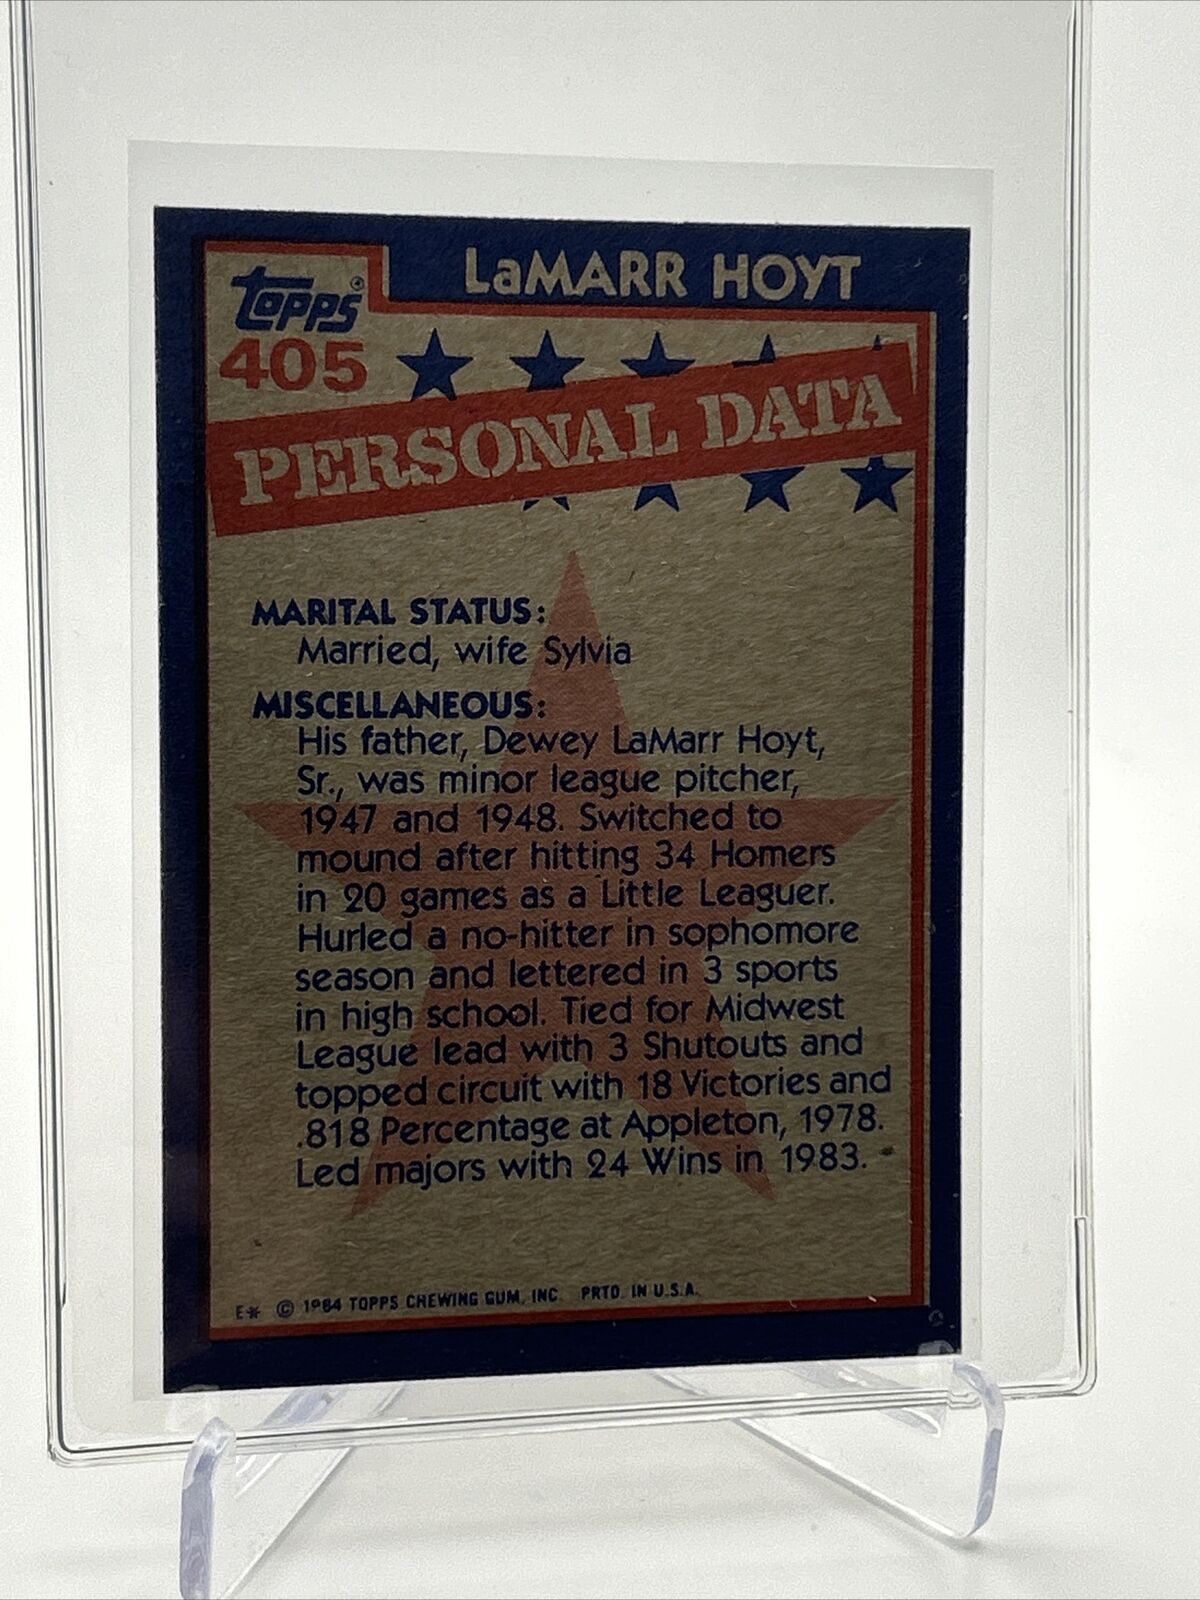 LaMARR HOYT
Topps
405
PERSONAL DATA
MARITAL STATUS:
Married, wife Sylvia
MISCELLANEOUS:
His father, Dewey LaMarr Hoyt,
Sr., was minor league pitcher,
1947 and 1948. Switched to
mound after hitting 34 Homers
in 20 games as a Little Leaguer.
Hurled a no-hitter in sophomore
season and lettered in 3 sports
in high school. Tied for Midwest
League lead with 3 Shutouts and
topped circuit with 18 Victories and
.818 Percentage at Appleton, 1978.
Led majors with 24 Wins in 1983.
E* © 1984 TOPPS CHEWING GUM, INC. PRTD. IN U.S.A.